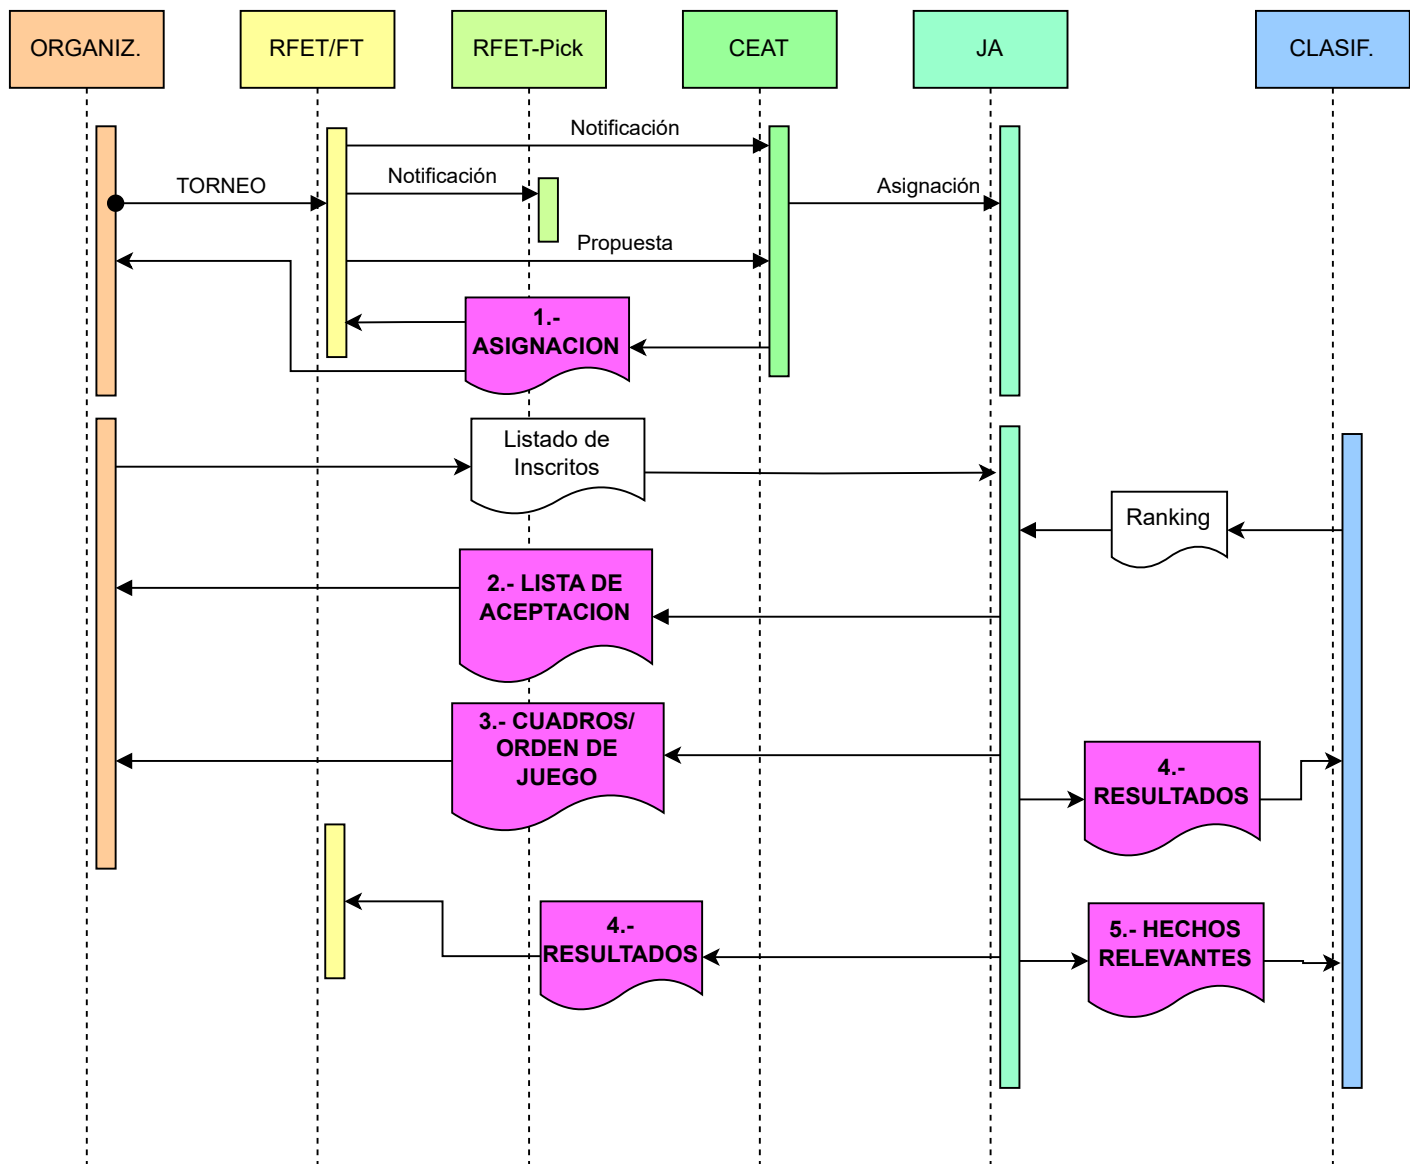 ORGANIZ.
RFET/FT
RFET-Pick
CEAT
JA
CLASIF.
Notificación
Notificación
TORNEO
Asignación
Propuesta
1.-
ASIGNACION
Listado de
Inscritos
Ranking
2.- LISTA DE
ACEPTACION
3.- CUADROS/
ORDEN DE
JUEGO
4.-
RESULTADOS
4.-
RESULTADOS
5.- HECHOS
RELEVANTES